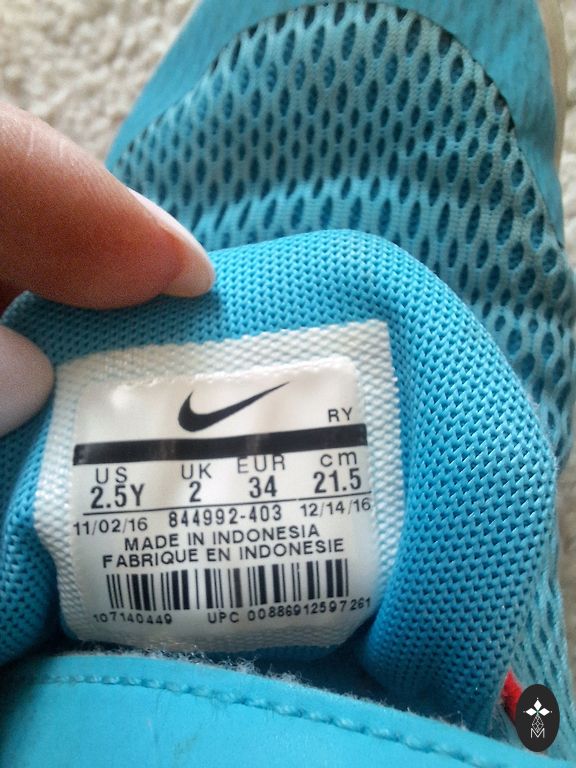 RY
US UK EUR cm
2.5Y 2 34 21.5
11/02/16 844992-403 12/14/16
MADE IN INDONESIA
FABRIQUE EN INDONESIE
107140449 UPC 00886912597261
M